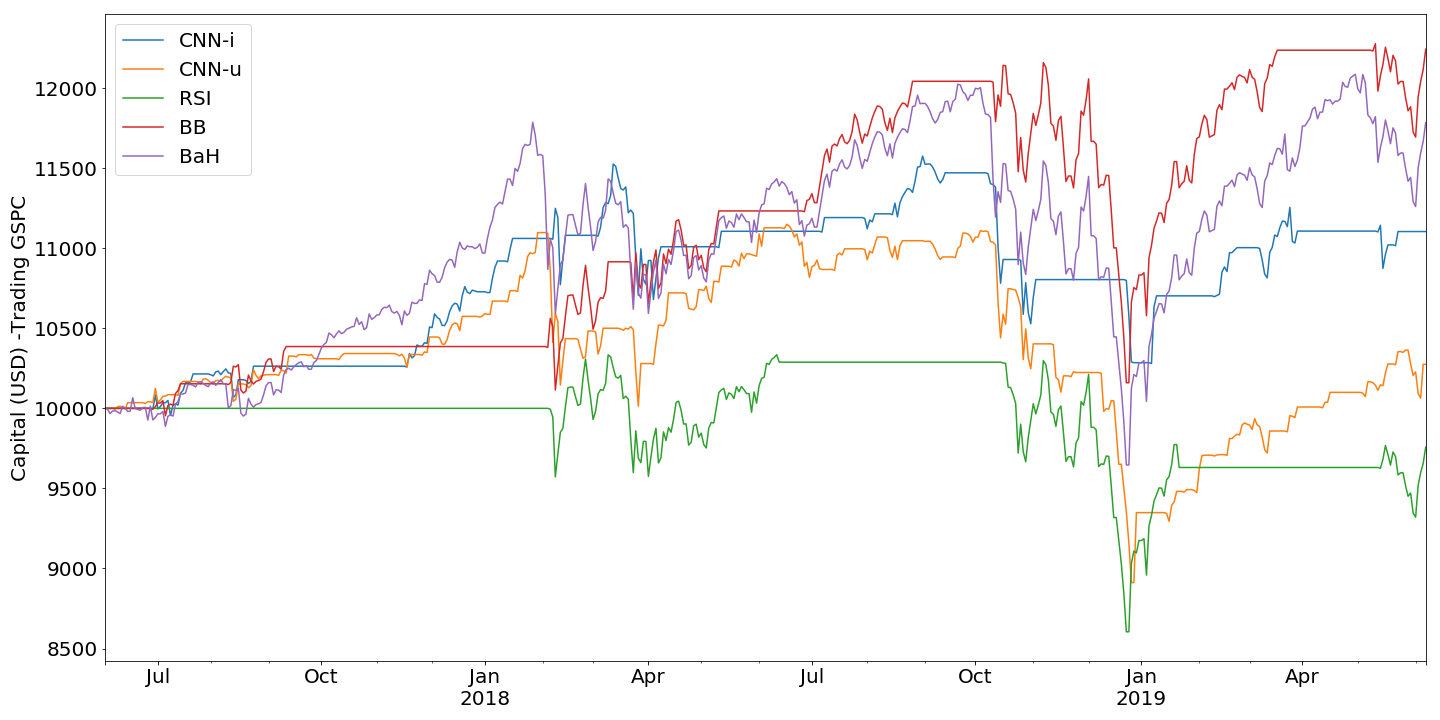 CNN-i
CNN-u
RSI
BB
BaH
Capital (USD) -Trading GSPC
12000
11500
11000
10500
10000
9500
9000
8500
Jul Oct Jan Apr Jul Oct Jan Apr
2018 2019